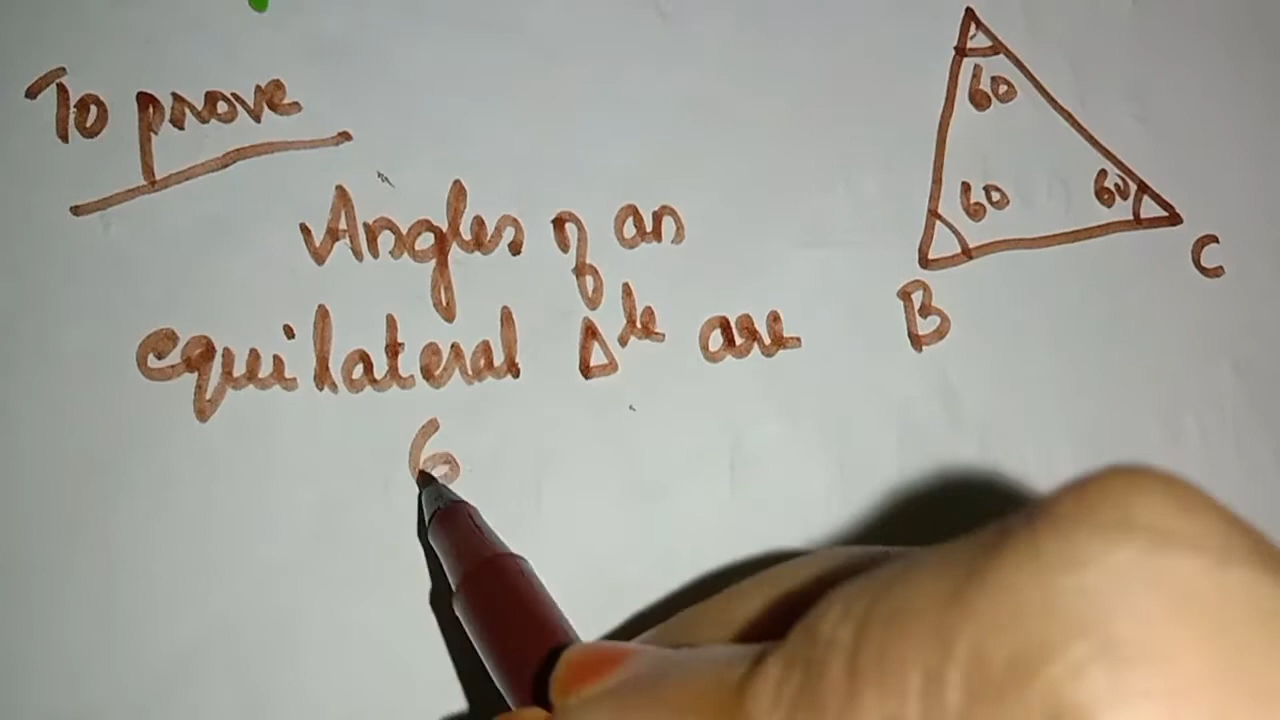 To prove
60
60
60
Angles of an
C
equilateral Δle are
B
6